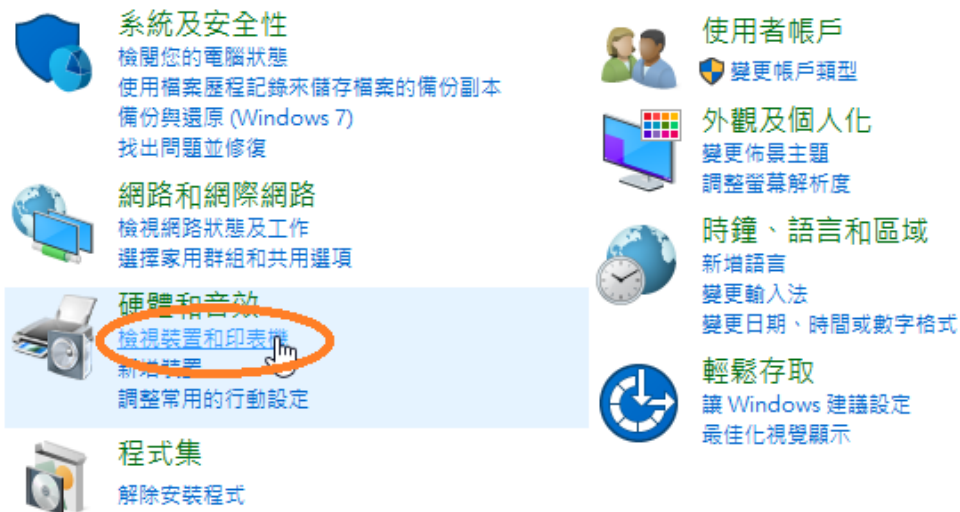 系統及安全性
檢閱您的電腦狀態
使用檔案歷程記錄來儲存檔案的備份副本
備份與還原 (Windows 7)
找出問題並修復
網路和網際網路
檢視網路狀態及工作
選擇家用群組和共用選項
硬體和音效
檢視裝置和印表機
新增裝置
調整常用的行動設定
程式集
解除安裝程式
使用者帳戶
變更帳戶類型
外觀及個人化
變更佈景主題
調整螢幕解析度
時鐘、語言和區域
新增語言
變更輸入法
變更日期、時間或數字格式
輕鬆存取
讓 Windows 建議設定
最佳化視覺顯示